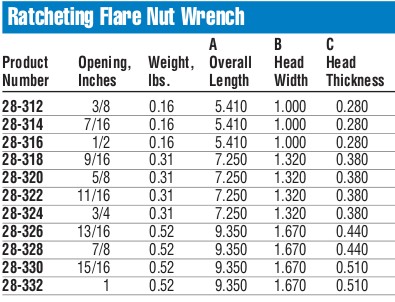 Ratcheting Flare Nut Wrench
A B C
Product Opening, Weight, Overall Head Head
Number Inches lbs. Length Width Thickness
28-312 3/8 0.16 5.410 1.000 0.280
28-314 7/16 0.16 5.410 1.000 0.280
28-316 1/2 0.16 5.410 1.000 0.280
28-318 9/16 0.31 7.250 1.320 0.380
28-320 5/8 0.31 7.250 1.320 0.380
28-322 11/16 0.31 7.250 1.320 0.380
28-324 3/4 0.31 7.250 1.320 0.380
28-326 13/16 0.52 9.350 1.670 0.440
28-328 7/8 0.52 9.350 1.670 0.440
28-330 15/16 0.52 9.350 1.670 0.510
28-332 1 0.52 9.350 1.670 0.510